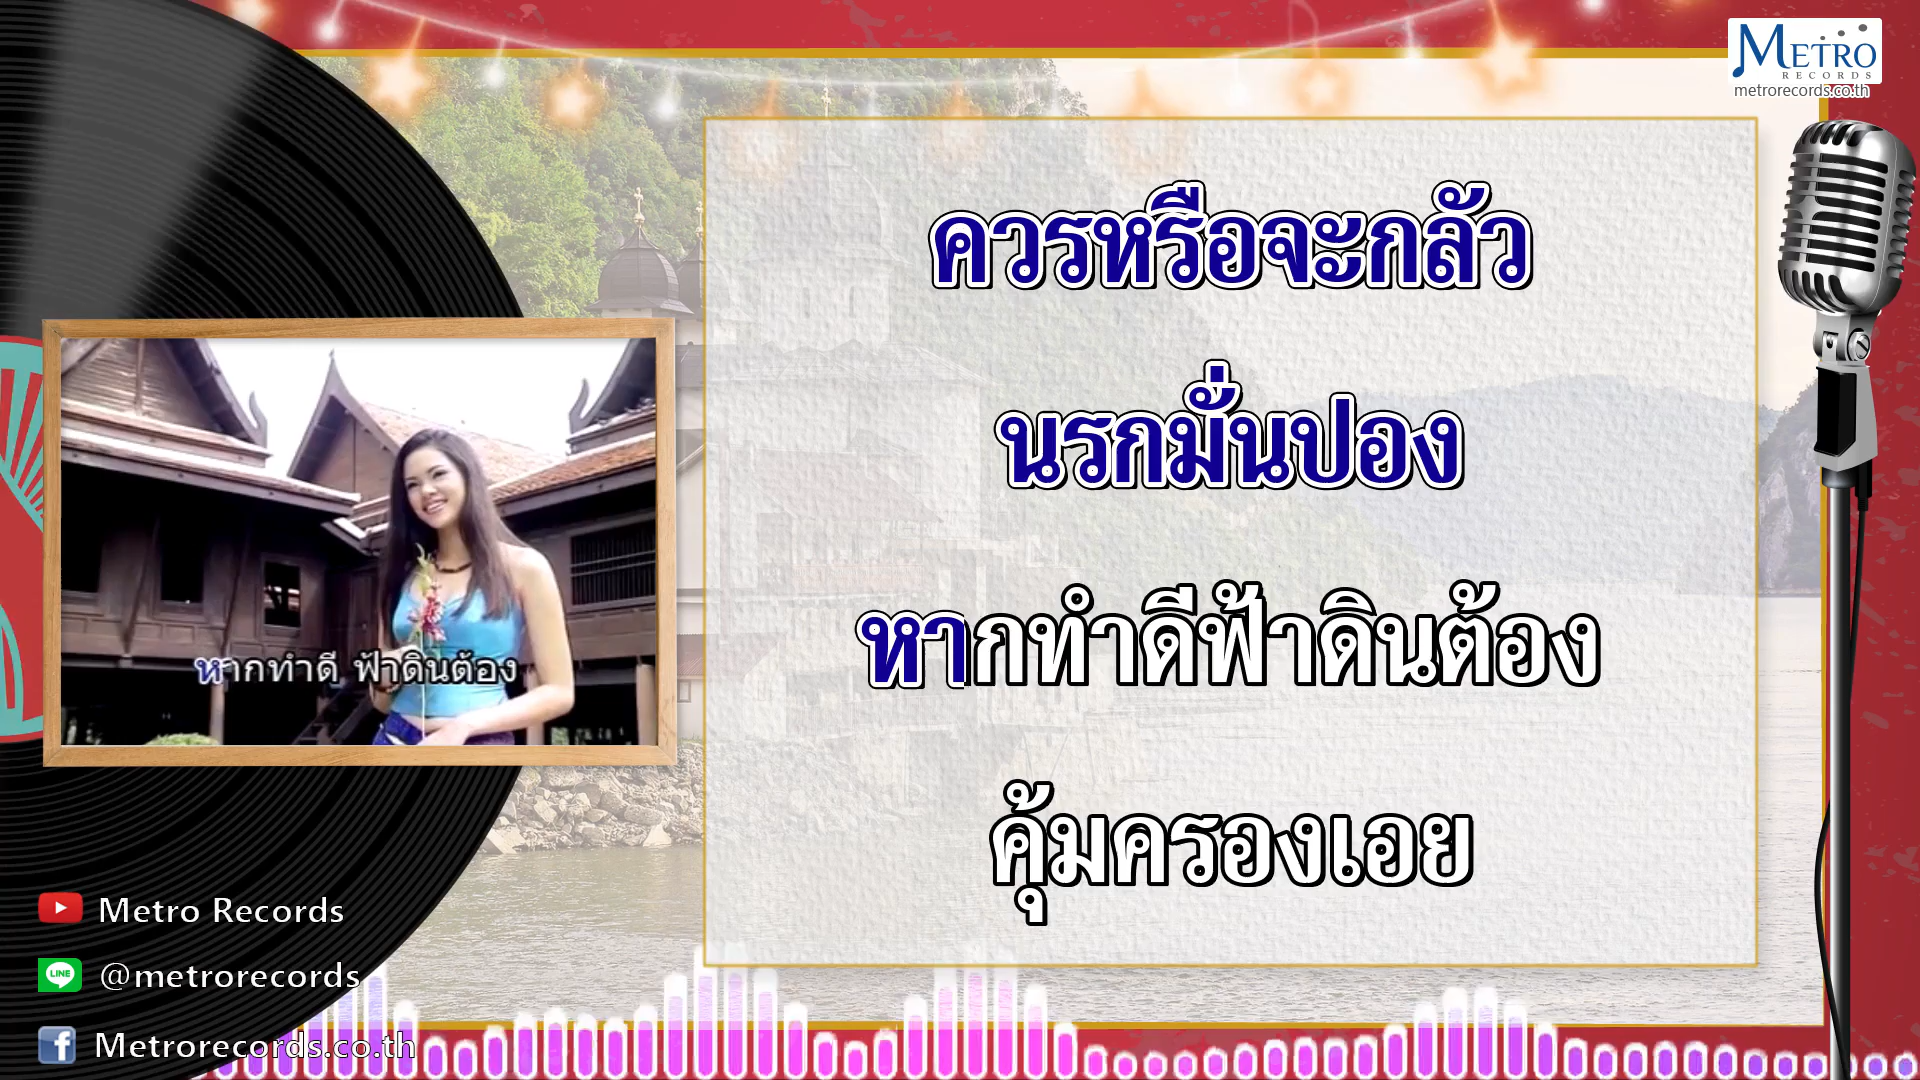 METRO
RECORDS
metrorecords.co.th
ควรหรือจะกลัว
นรกมั่นปอง
หากทำดีฟ้าดินต้อง
คุ้มครองเอย
หากทำดี ฟ้าดินต้อง
Metro Records
LINE @metrorecords
f Metrorecords.co.th